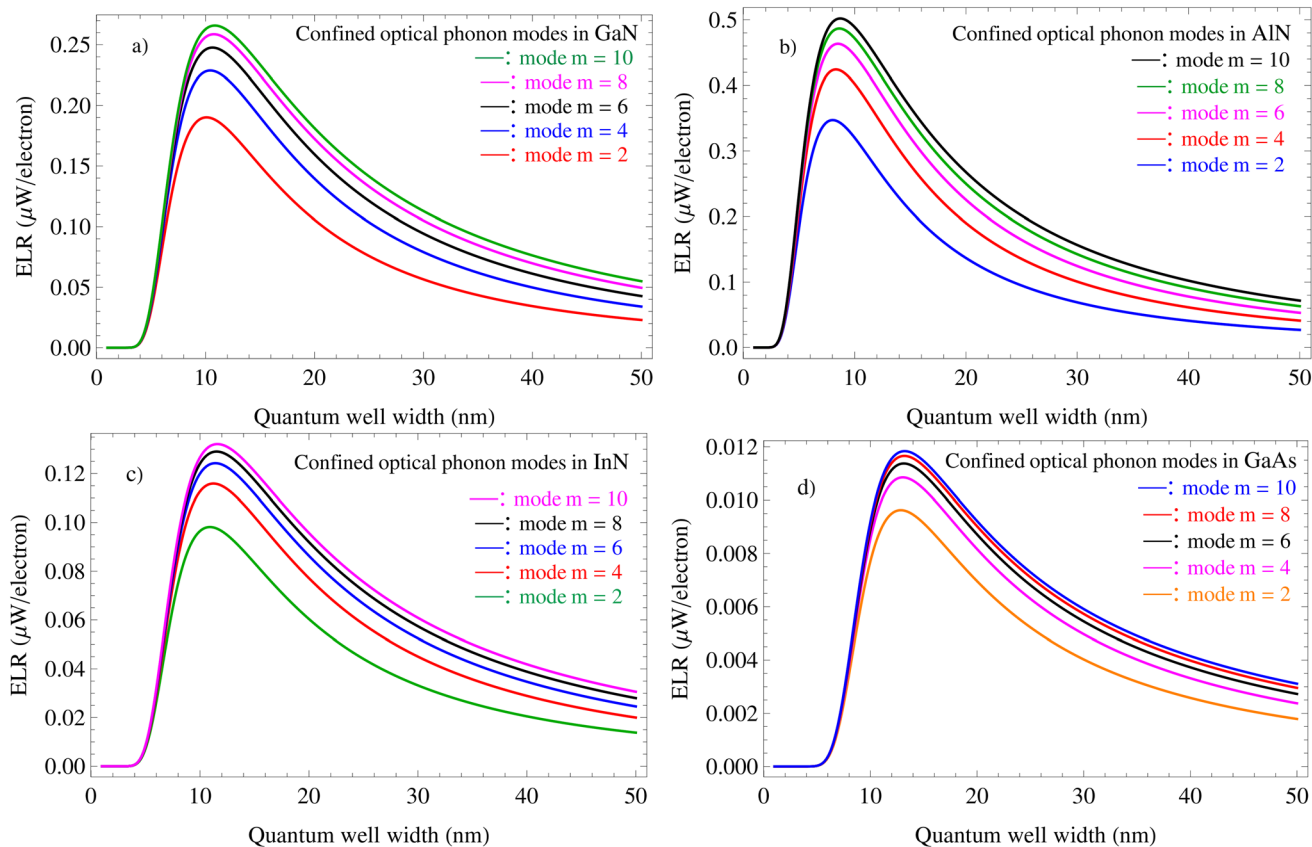 a)
Confined optical phonon modes in GaN
: mode m = 10
: mode m = 8
: mode m = 6
: mode m = 4
: mode m = 2
ELR (μW/electron)
0.25
0.20
0.15
0.10
0.05
0.00
0 10 20 30 40 50
Quantum well width (nm)
b)
Confined optical phonon modes in AlN
: mode m = 10
: mode m = 8
: mode m = 6
: mode m = 4
: mode m = 2
ELR (μW/electron)
0.5
0.4
0.3
0.2
0.1
0.0
0 10 20 30 40 50
Quantum well width (nm)
c)
Confined optical phonon modes in InN
: mode m = 10
: mode m = 8
: mode m = 6
: mode m = 4
: mode m = 2
ELR (μW/electron)
0.12
0.10
0.08
0.06
0.04
0.02
0.00
0 10 20 30 40 50
Quantum well width (nm)
d)
Confined optical phonon modes in GaAs
: mode m = 10
: mode m = 8
: mode m = 6
: mode m = 4
: mode m = 2
ELR (μW/electron)
0.012
0.010
0.008
0.006
0.004
0.002
0.000
0 10 20 30 40 50
Quantum well width (nm)